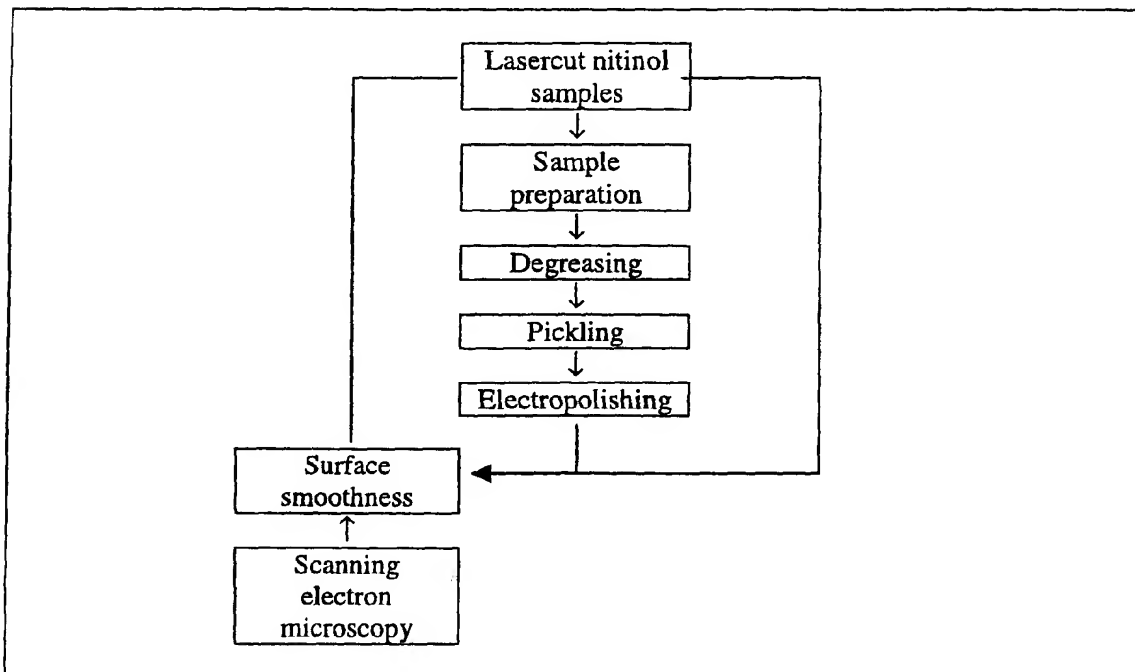 Lasercut nitinol
samples
Sample
preparation
Degreasing
Pickling
Electropolishing
Surface
smoothness
Scanning
electron
microscopy